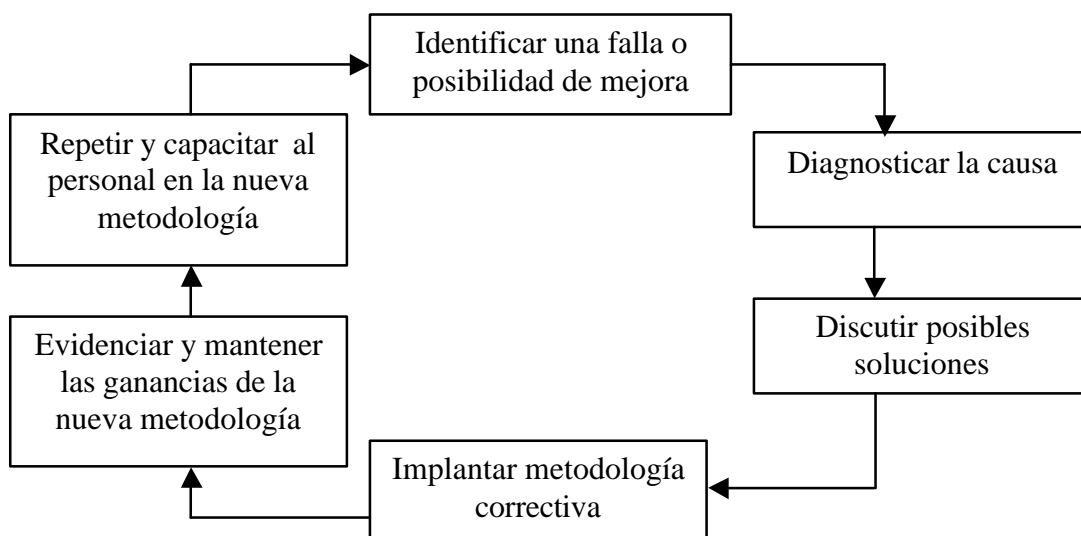 Identificar una falla o
posibilidad de mejora
Diagnosticar la causa
Discutir posibles
soluciones
Implantar metodología
correctiva
Evidenciar y mantener
las ganancias de la
nueva metodología
Repetir y capacitar  al
personal en la nueva
metodología